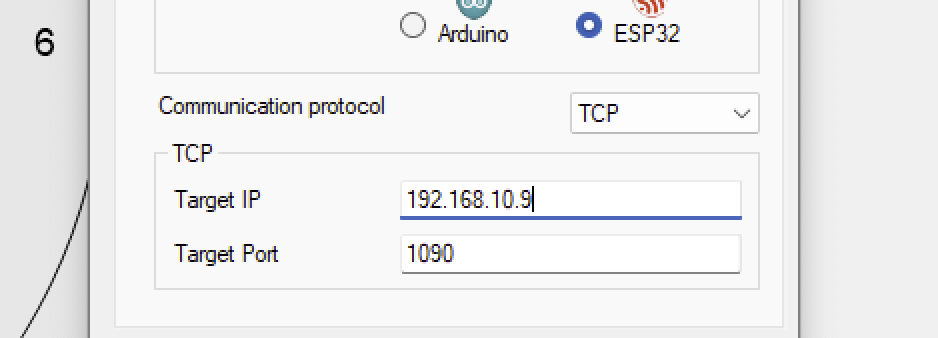 6
Arduino
ESP32
Communication protocol
TCP
TCP
Target IP
192.168.10.9
Target Port
1090